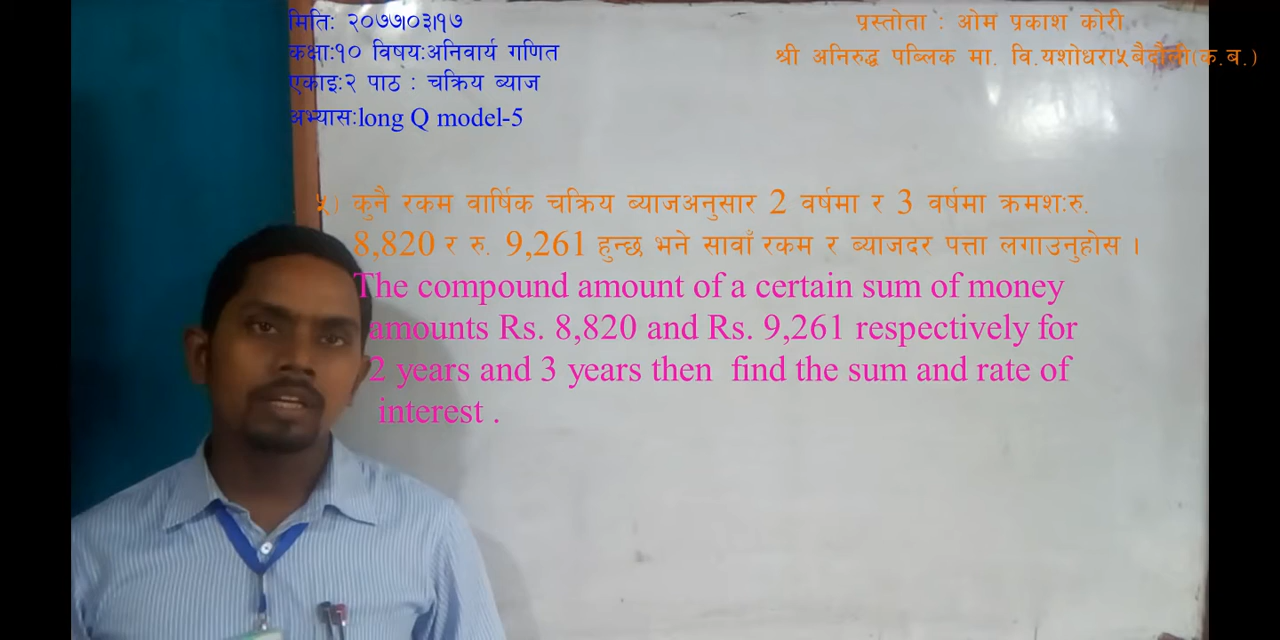 मिति: २०७७।०३।१७
कक्षा:१० विषय:अनिवार्य गणित
एकाइ:२ पाठ : चक्रिय ब्याज
अभ्यास:long Q model-5
प्रस्तोता : ओम प्रकाश कोरी
श्री अनिरुद्ध पब्लिक मा. वि.यशोधरा५बैदौली(क.ब.)
५) कुनै रकम वार्षिक चक्रिय ब्याजअनुसार 2 वर्षमा र 3 वर्षमा क्रमश:रु.
8,820 र रु. 9,261 हुन्छ भने सावाँ रकम र ब्याजदर पत्ता लगाउनुहोस ।
The compound amount of a certain sum of money
amounts Rs. 8,820 and Rs. 9,261 respectively for
2 years and 3 years then find the sum and rate of
interest .